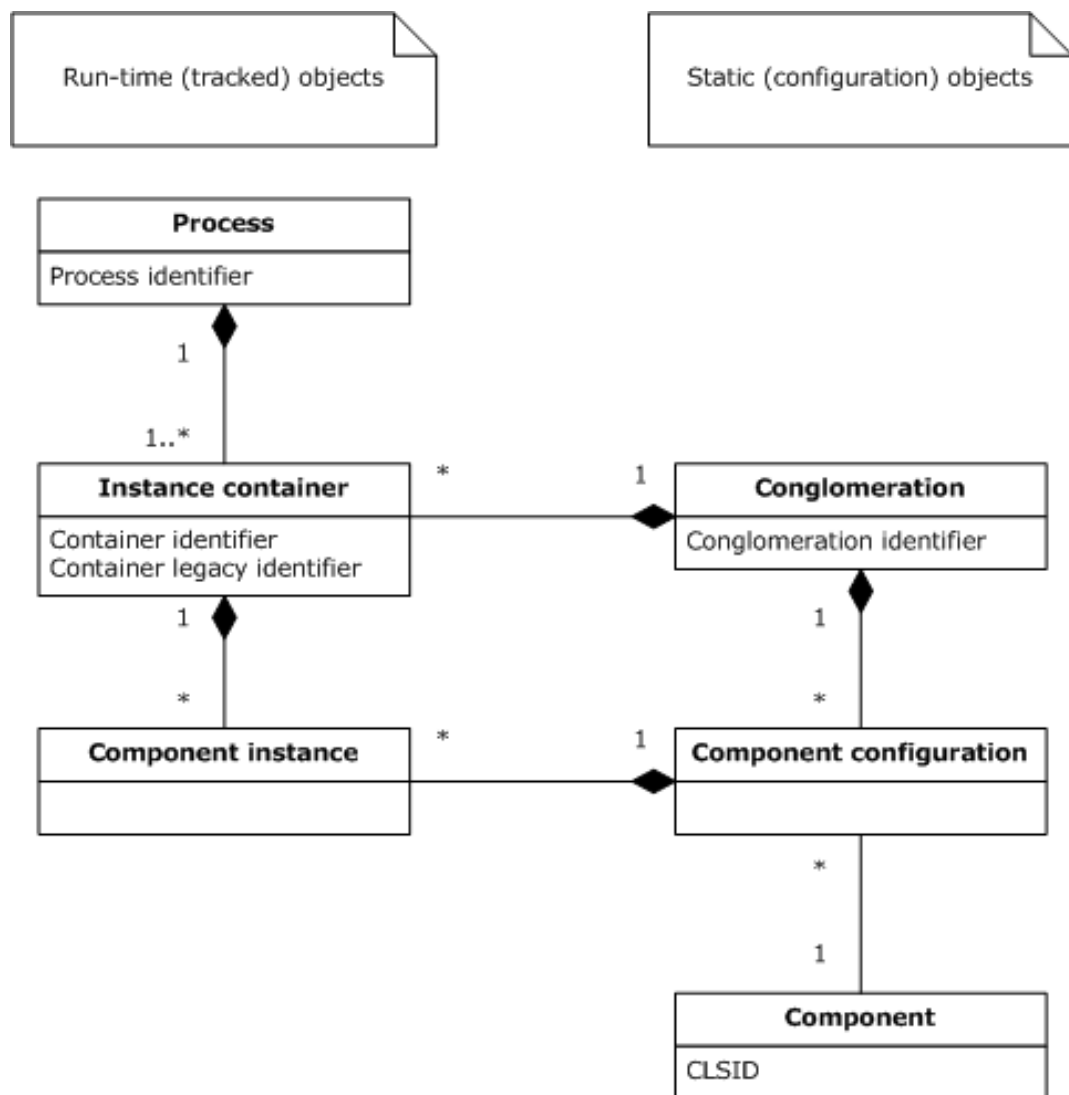 Run-time (tracked) objects
Static (configuration) objects
Process
Process identifier
1
1..*
Instance container
Container identifier
Container legacy identifier
*
1
Conglomeration
Conglomeration identifier
1
*
1
*
Component instance
*
1
Component configuration
*
1
Component
CLSID